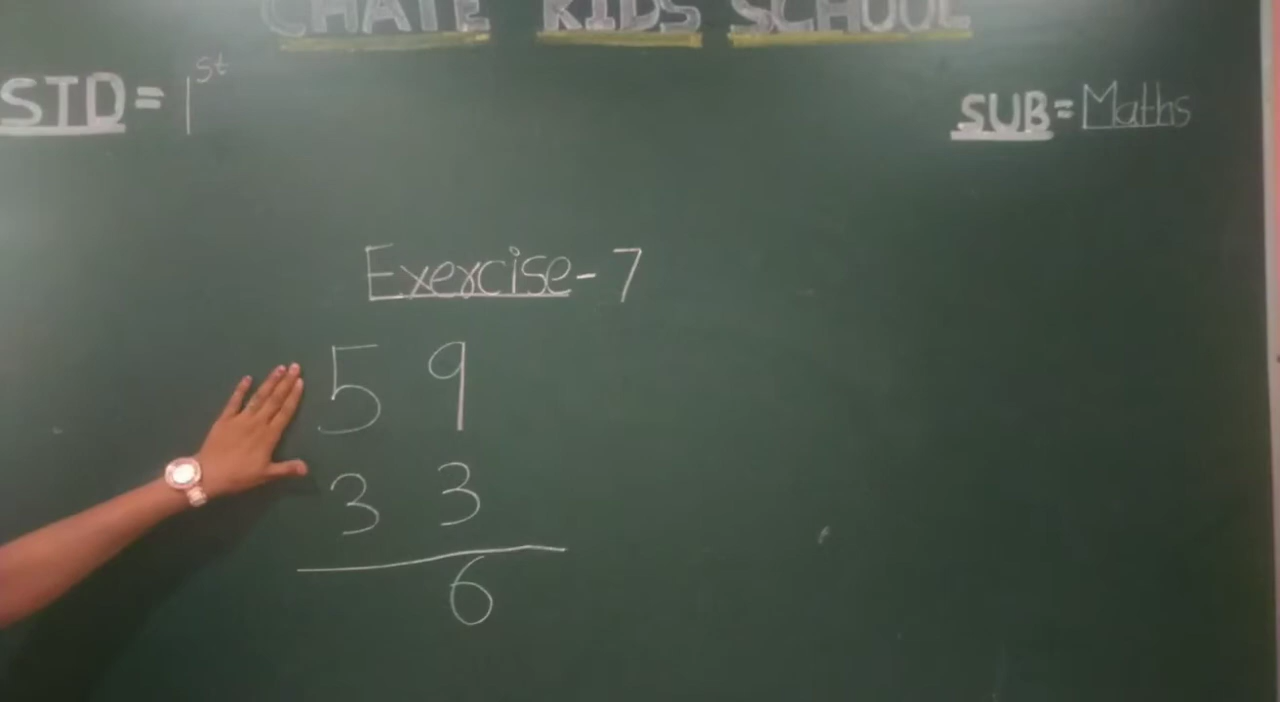 CHATE KIDS SCHOOL
STD = 1st
SUB = Maths
Exercise - 7
5 9
3 3
6